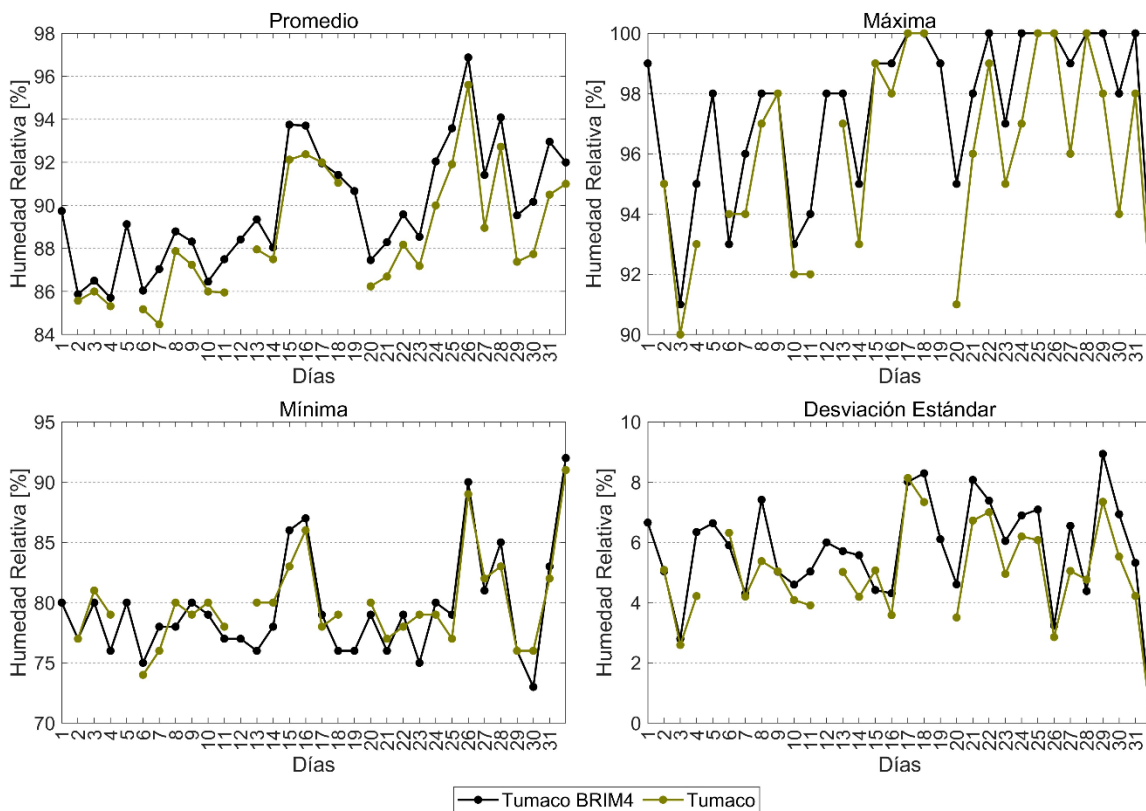 Promedio
Humedad Relativa [%]
98
96
94
92
90
88
86
84
1 2 3 4 5 6 7 8 9 10 11 12 13 14 15 16 17 18 19 20 21 22 23 24 25 26 27 28 29 30 31
Días
Máxima
Humedad Relativa [%]
100
98
96
94
92
90
1 2 3 4 5 6 7 8 9 10 11 12 13 14 15 16 17 18 19 20 21 22 23 24 25 26 27 28 29 30 31
Días
Mínima
Humedad Relativa [%]
95
90
85
80
75
70
1 2 3 4 5 6 7 8 9 10 11 12 13 14 15 16 17 18 19 20 21 22 23 24 25 26 27 28 29 30 31
Días
Desviación Estándar
Humedad Relativa [%]
10
8
6
4
2
0
1 2 3 4 5 6 7 8 9 10 11 12 13 14 15 16 17 18 19 20 21 22 23 24 25 26 27 28 29 30 31
Días
Tumaco BRIM4 Tumaco